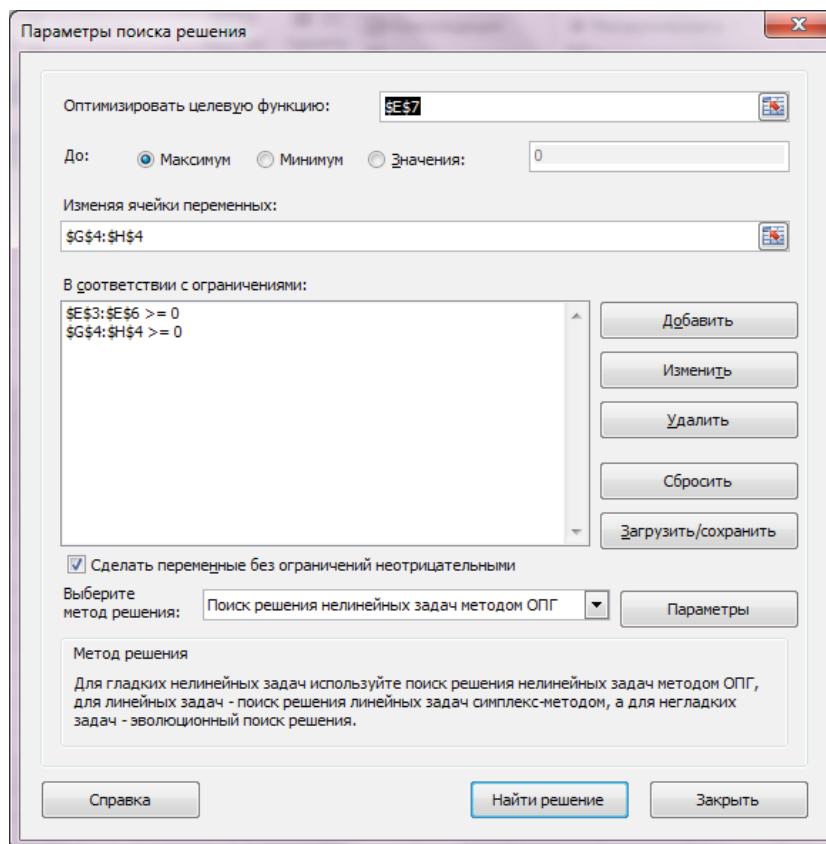 Параметры поиска решения
Оптимизировать целевую функцию: $E$7
До: Максимум Минимум Значения: 0
Изменяя ячейки переменных:
$G$4:$H$4
В соответствии с ограничениями:
$E$3:$E$6 >= 0
$G$4:$H$4 >= 0
Добавить
Изменить
Удалить
Сбросить
Загрузить/сохранить
Сделать переменные без ограничений неотрицательными
Выберите
метод решения:
Поиск решения нелинейных задач методом ОПГ
Параметры
Метод решения
Для гладких нелинейных задач используйте поиск решения нелинейных задач методом ОПГ,
для линейных задач - поиск решения линейных задач симплекс-методом, а для негладких
задач - эволюционный поиск решения.
Справка Найти решение Закрыть